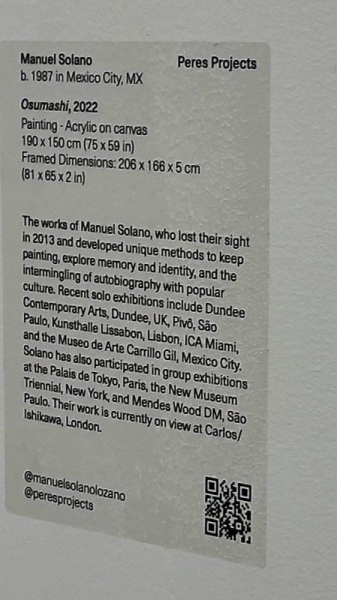 Manuel Solano Peres Projects
b. 1987 in Mexico City, MX
Osumashi, 2022
Painting - Acrylic on canvas
190 x 150 cm (75 x 59 in)
Framed Dimensions: 206 x 166 x 5 cm
(81 x 65 x 2 in)
The works of Manuel Solano, who lost their sight
in 2013 and developed unique methods to keep
painting, explore memory and identity, and the
intermingling of autobiography with popular
culture. Recent solo exhibitions include Dundee
Contemporary Arts, Dundee, UK, Pivô, São
Paulo, Kunsthalle Lissabon, Lisbon, ICA Miami,
and the Museo de Arte Carrillo Gil, Mexico City.
Solano has also participated in group exhibitions
at the Palais de Tokyo, Paris, the New Museum
Triennial, New York, and Mendes Wood DM, São
Paulo. Their work is currently on view at Carlos/
Ishikawa, London.
@manuelsolanolozano
@peresprojects